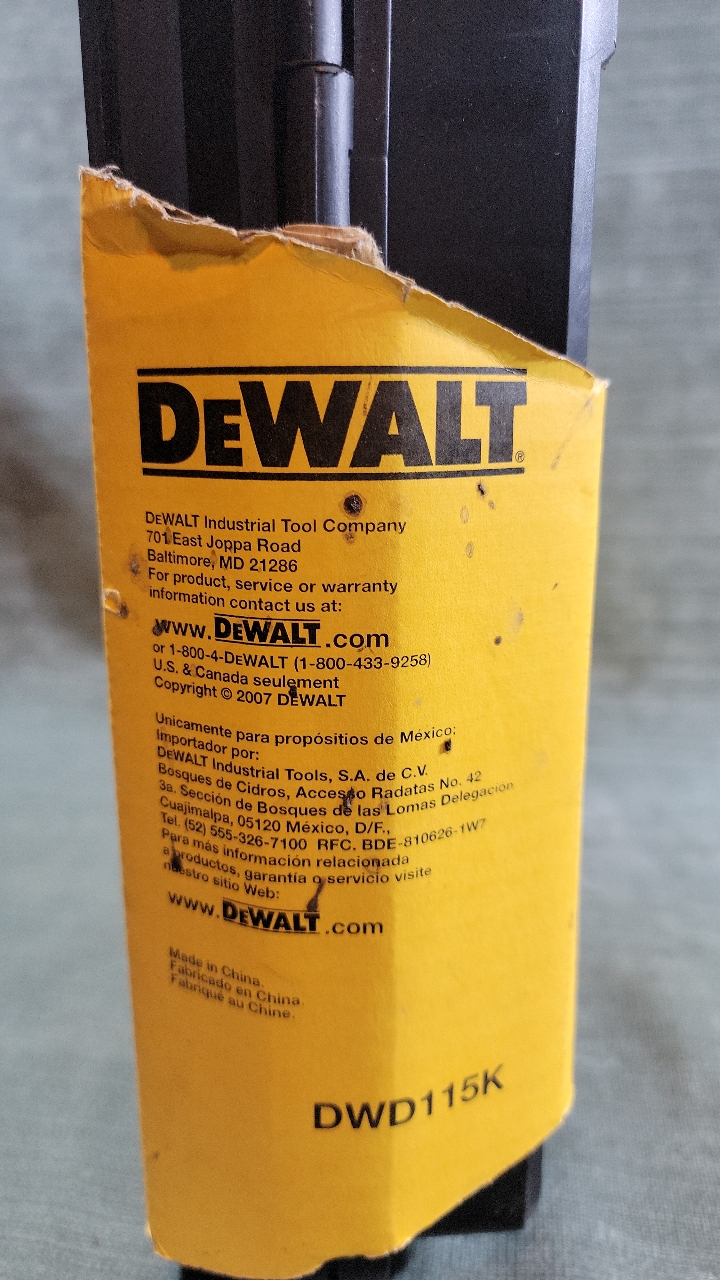 DEWALT®
DEWALT Industrial Tool Company
701 East Joppa Road
Baltimore, MD 21286
For product, service or warranty
information contact us at:
www.DEWALT.com
or 1-800-4-DEWALT (1-800-433-9258)
U.S. & Canada seulement
Copyright © 2007 DEWALT
Unicamente para propósitios de México:
Importador por:
DEWALT Industrial Tools, S.A. de C.V.
Bosques de Cidros, Acceso Radatas No. 42
3a. Sección de Bosques de las Lomas Delegación
Cuajimalpa, 05120 México, D/F.,
Tel. (52) 555-326-7100 RFC. BDE-810626-1W7
Para más información relacionada
a productos, garantía o servicio visite
nuestro sitio Web:
www.DEWALT.com
Made in China.
Fabricado en China.
Fabriqué au Chine.
DWD115K